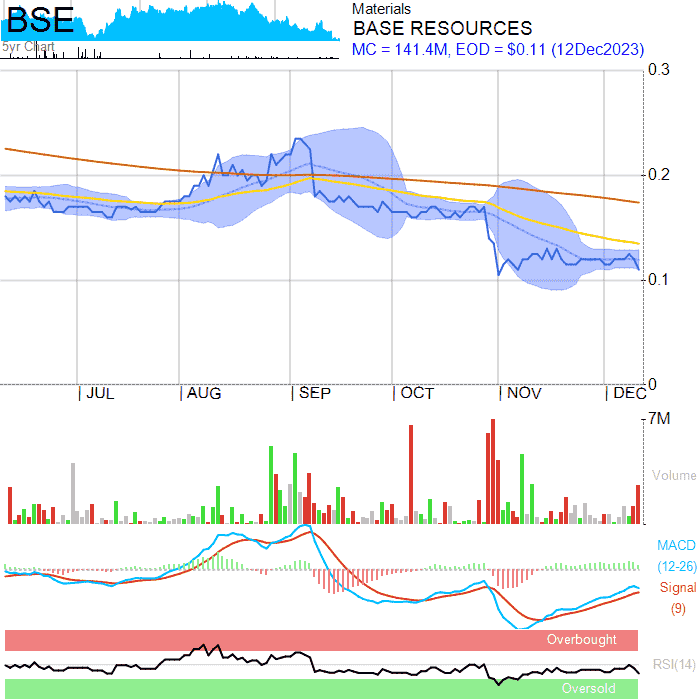 BSE
5yr Chart
Materials
BASE RESOURCES
MC = 141.4M, EOD = $0.11 (12Dec2023)
0.3
0.2
0.1
0
| JUL | AUG | SEP | OCT | NOV | DEC
7M
Volume
MACD
(12-26)
Signal
(9)
Overbought
RSI(14)
Oversold